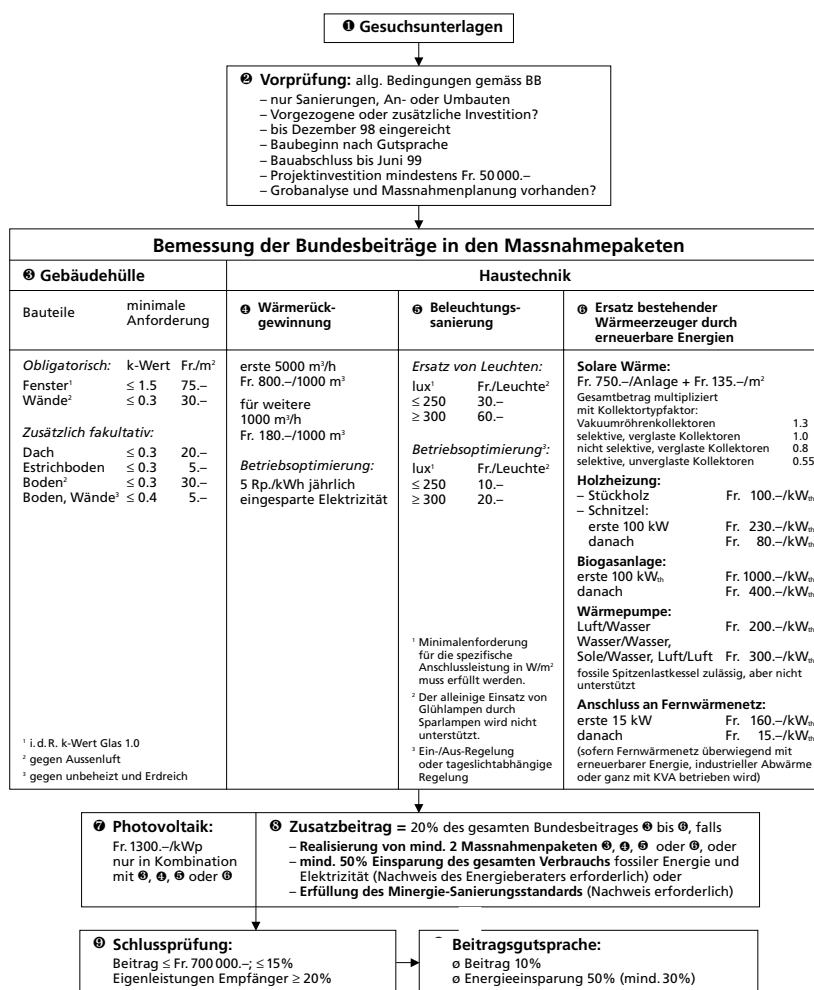 ❶ Gesuchsunterlagen
❷ Vorprüfung: allg. Bedingungen gemäss BB
– nur Sanierungen, An- oder Umbauten
– Vorgezogene oder zusätzliche Investition?
– bis Dezember 98 eingereicht
– Baubeginn nach Gutsprache
– Bauabschluss bis Juni 99
– Projektinvestition mindestens Fr. 50 000.–
– Grobanalyse und Massnahmenplanung vorhanden?
Bemessung der Bundesbeiträge in den Massnahmepaketen
❸ Gebäudehülle
Haustechnik
Bauteile minimale
Anforderung
❹ Wärmerück-
gewinnung
❺ Beleuchtungs-
sanierung
❻ Ersatz bestehender
Wärmeerzeuger durch
erneuerbare Energien
Obligatorisch: k-Wert Fr./m²
Fenster¹ ≤ 1.5 75.–
Wände² ≤ 0.3 30.–
Zusätzlich fakultativ:
Dach ≤ 0.3 20.–
Estrichboden ≤ 0.3 5.–
Boden² ≤ 0.3 30.–
Boden, Wände³ ≤ 0.4 5.–
¹ i.d.R. k-Wert Glas 1.0
² gegen Aussenluft
³ gegen unbeheizt und Erdreich
erste 5000 m³/h
Fr. 800.–/1000 m³
für weitere
1000 m³/h
Fr. 180.–/1000 m³
Betriebsoptimierung:
5 Rp./kWh jährlich
eingesparte Elektrizität
Ersatz von Leuchten:
lux¹ Fr./Leuchte²
≤ 250 30.–
≥ 300 60.–
Betriebsoptimierung³:
lux¹ Fr./Leuchte²
≤ 250 10.–
≥ 300 20.–
¹ Minimalenforderung
für die spezifische
Anschlussleistung in W/m²
muss erfüllt werden.
² Der alleinige Einsatz von
Glühlampen durch
Sparlampen wird nicht
unterstützt.
³ Ein-/Aus-Regelung
oder tageslichtabhängige
Regelung
Solare Wärme:
Fr. 750.–/Anlage + Fr. 135.–/m²
Gesamtbetrag multipliziert
mit Kollektortypfaktor:
Vakuumröhrenkollektoren 1.3
selektive, verglaste Kollektoren 1.0
nicht selektive, verglaste Kollektoren 0.8
selektive, unverglaste Kollektoren 0.55
Holzheizung:
– Stückholz Fr. 100.–/kWth
– Schnitzel:
erste 100 kW Fr. 230.–/kWth
danach Fr. 80.–/kWth
Biogasanlage:
erste 100 kWth Fr. 1000.–/kWth
danach Fr. 400.–/kWth
Wärmepumpe:
Luft/Wasser Fr. 200.–/kWth
Wasser/Wasser,
Sole/Wasser, Luft/Luft Fr. 300.–/kWth
fossile Spitzenlastkessel zulässig, aber nicht
unterstützt
Anschluss an Fernwärmenetz:
erste 15 kW Fr. 160.–/kWth
danach Fr. 15.–/kWth
(sofern Fernwärmenetz überwiegend mit
erneuerbarer Energie, industrieller Abwärme
oder ganz mit KVA betrieben wird)
❼ Photovoltaik:
Fr. 1300.–/kWp
nur in Kombination
mit ❸, ❹, ❺ oder ❻
❽ Zusatzbeitrag = 20% des gesamten Bundesbeitrages ❸ bis ❻, falls
– Realisierung von mind. 2 Massnahmenpaketen ❸, ❹, ❺ oder ❻, oder
– mind. 50% Einsparung des gesamten Verbrauchs fossiler Energie und
Elektrizität (Nachweis des Energieberaters erforderlich) oder
– Erfüllung des Minergie-Sanierungsstandards (Nachweis erforderlich)
❾ Schlussprüfung:
Beitrag ≤ Fr. 700 000.–; ≤ 15%
Eigenleistungen Empfänger ≥ 20%
Beitragsgutsprache:
ø Beitrag 10%
ø Energieeinsparung 50% (mind. 30%)